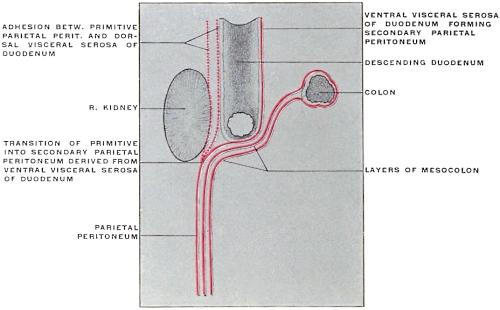 ADHESION BETW. PRIMITIVE
PARIETAL PERIT. AND DOR-
SAL VISCERAL SEROSA OF
DUODENUM
R. KIDNEY
TRANSITION OF PRIMITIVE
INTO SECONDARY PARIETAL
PERITONEUM DERIVED FROM
VENTRAL VISCERAL SEROSA
OF DUODENUM
PARIETAL
PERITONEUM
VENTRAL VISCERAL SEROSA
OF DUODENUM FORMING
SECONDARY PARIETAL
PERITONEUM
DESCENDING DUODENUM
COLON
LAYERS OF MESOCOLON